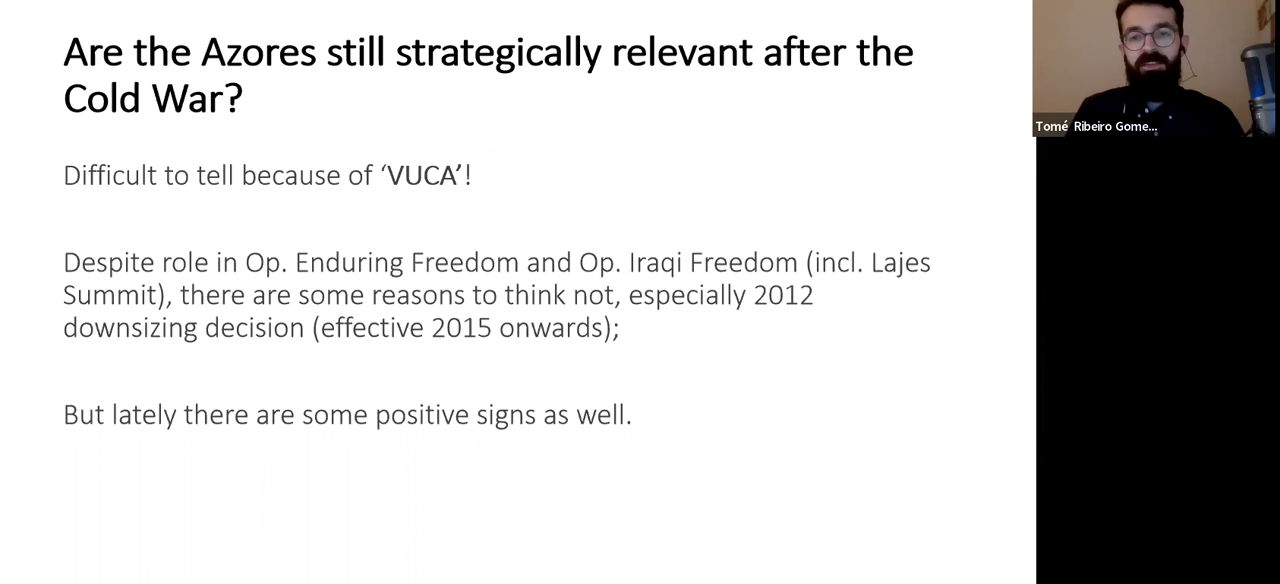 Are the Azores still strategically relevant after the
Cold War?
Difficult to tell because of ‘VUCA’!
Despite role in Op. Enduring Freedom and Op. Iraqi Freedom (incl. Lajes
Summit), there are some reasons to think not, especially 2012
downsizing decision (effective 2015 onwards);
But lately there are some positive signs as well.
Tomé Ribeiro Gome...